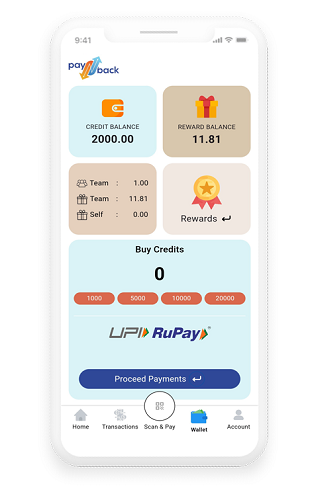 9:41
pay back
CREDIT BALANCE
2000.00
REWARD BALANCE
11.81
Team : 1.00
Team : 11.81
Self : 0.00
Rewards
Buy Credits
0
1000 5000 10000 20000
UPI RuPay
Proceed Payments
Home Transactions Scan & Pay Wallet Account